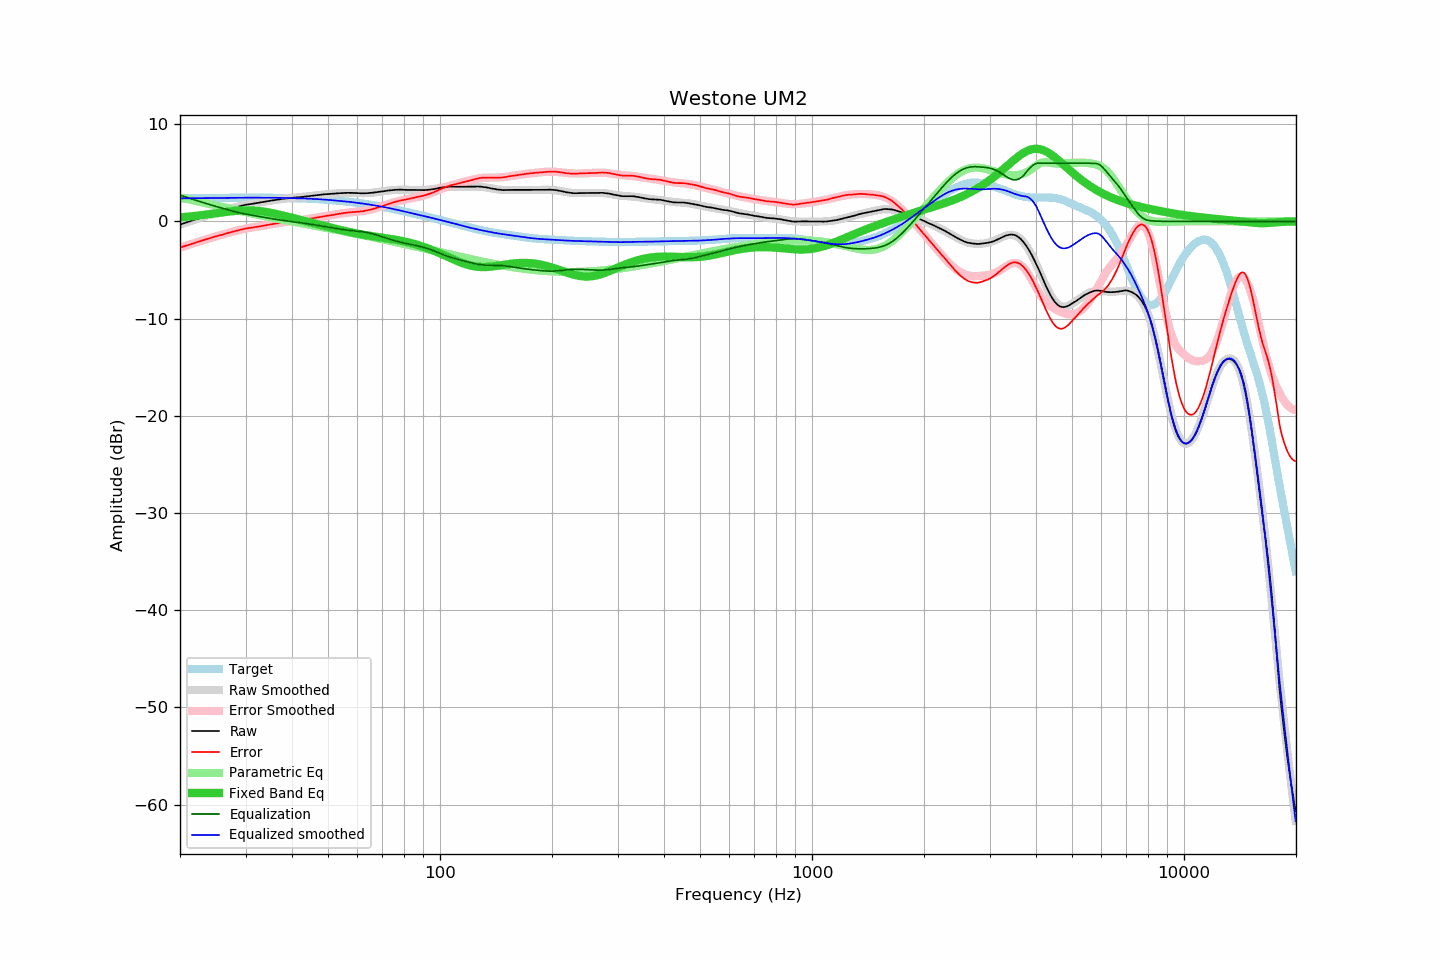 Westone UM2
10
0
−10
−20
−30
−40
−50
−60
Amplitude (dBr)
Target
Raw Smoothed
Error Smoothed
Raw
Error
Parametric Eq
Fixed Band Eq
Equalization
Equalized smoothed
100 1000 10000
Frequency (Hz)